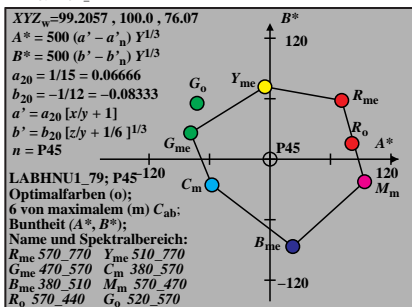 XYZw=99.2057 , 100.0 , 76.07
A* = 500 (a’ – a’n) Y1/3
B* = 500 (b’ – b’n) Y1/3
a20 = 1/15 = 0.06666
b20 = –1/12 = –0.08333
a’ = a20 [x/y + 1]
b’ = b20 [z/y + 1/6 ]1/3
n = P45
LABHNU1_79; P45
Optimalfarben (o);
6 von maximalem (m) Cab;
Buntheit (A*, B*);
Name und Spektralbereich:
Rme 570_770 Yme 510_770
Gme 470_570 Cm 380_570
Bme 380_510 Mm 570_470
Ro 570_440 Go 520_570
B*
120
Go
Yme
Rme
Ro
Gme
P45
A*
–120
120
Cm
Mm
Bme
–120